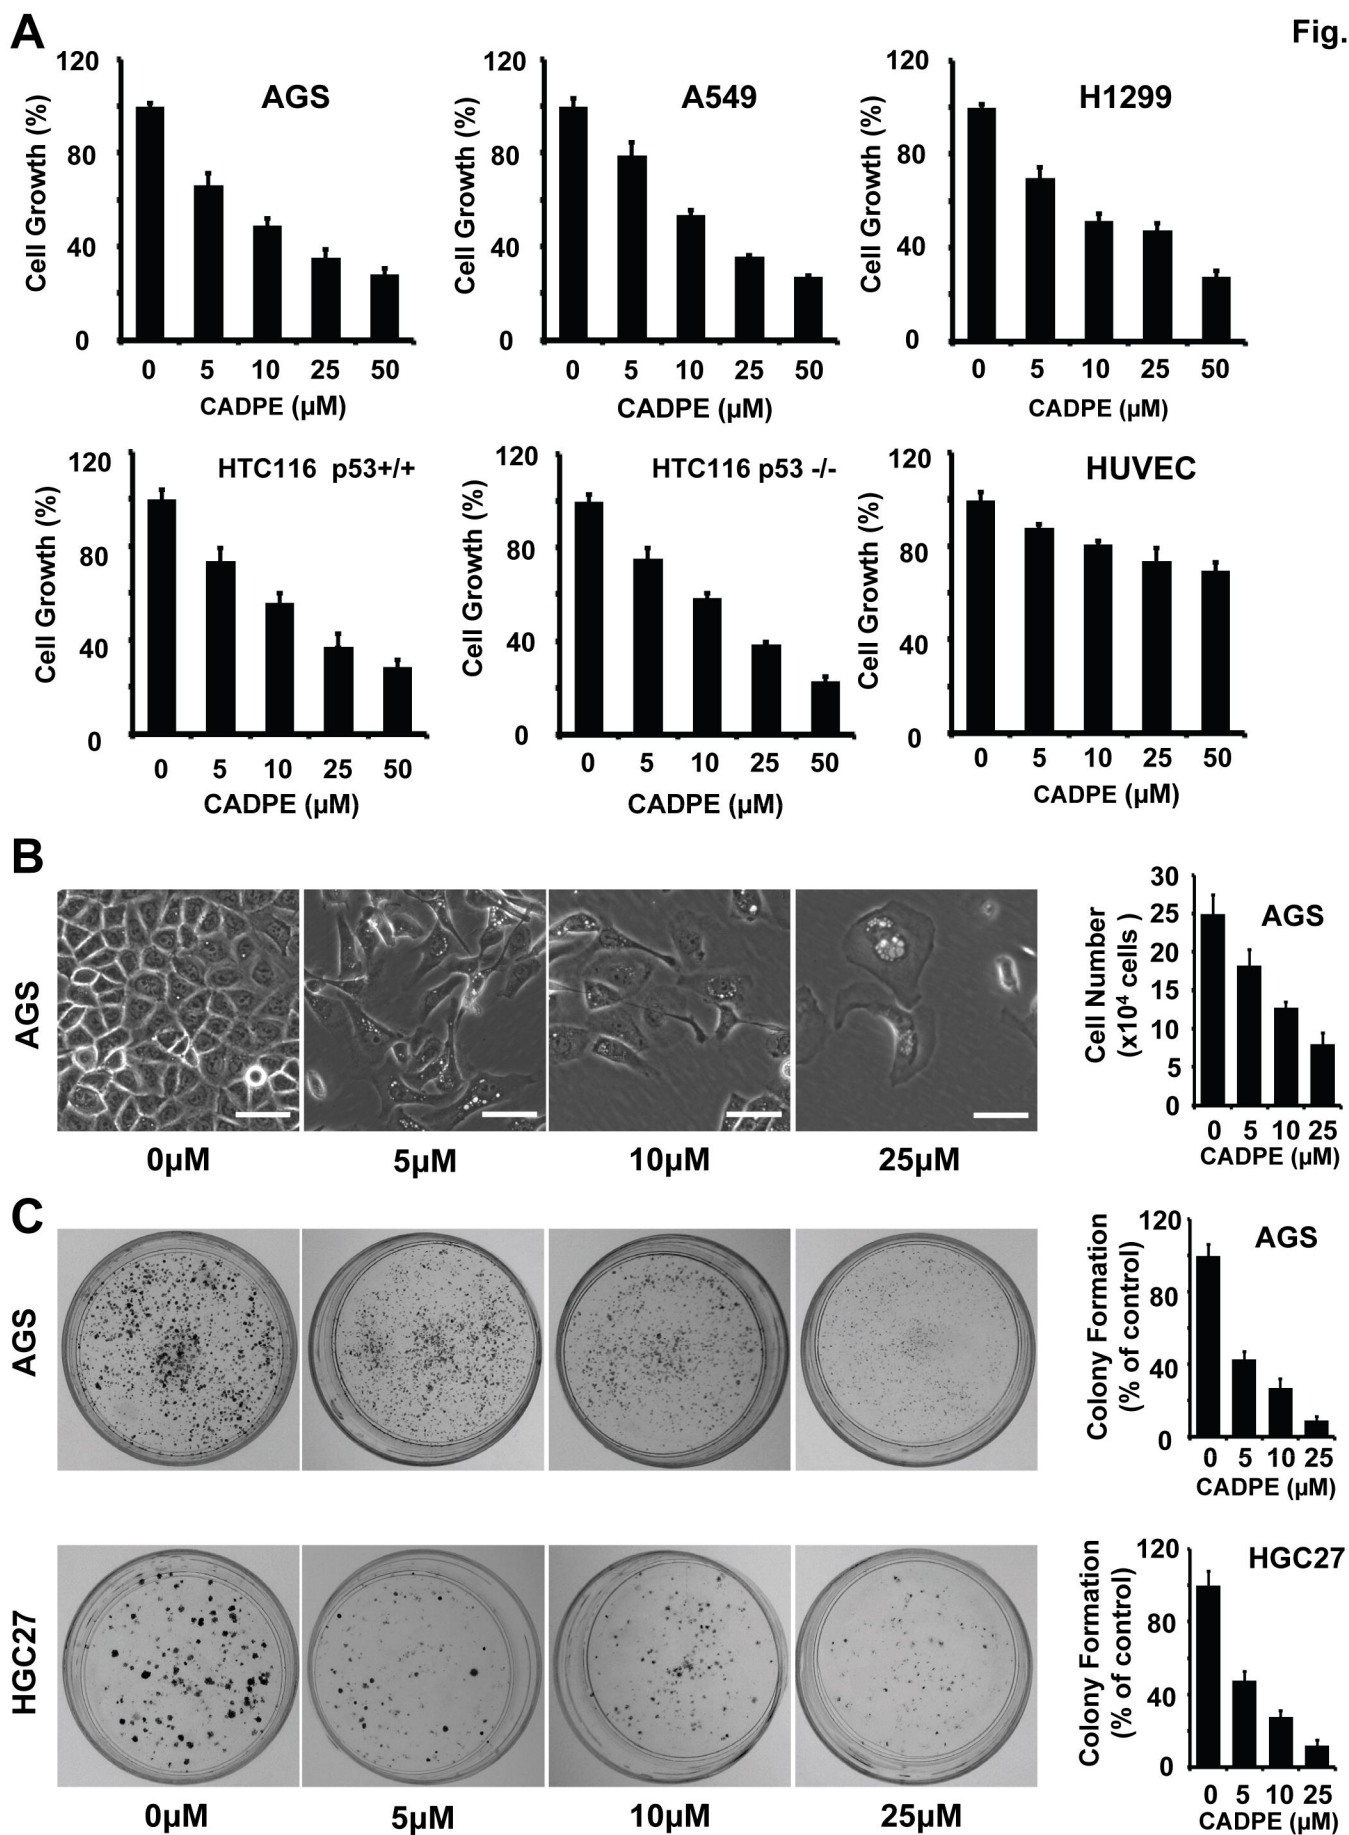 A
Fig.
AGS
Cell Growth (%)
120
80
40
0
0 5 10 25 50
CADPE (µM)
A549
Cell Growth (%)
120
80
40
0
0 5 10 25 50
CADPE (µM)
H1299
Cell Growth (%)
120
80
40
0
0 5 10 25 50
CADPE (µM)
HTC116 p53+/+
Cell Growth (%)
120
80
40
0
0 5 10 25 50
CADPE (µM)
HTC116 p53 -/-
Cell Growth (%)
120
80
40
0
0 5 10 25 50
CADPE (µM)
HUVEC
Cell Growth (%)
120
80
40
0
0 5 10 25 50
CADPE (µM)
B
AGS
0µM 5µM 10µM 25µM
AGS
Cell Number
(x10⁴ cells )
30
25
20
15
10
5
0
0 5 10 25
CADPE (µM)
C
AGS
AGS
Colony Formation
(% of control)
120
80
40
0
0 5 10 25
CADPE (µM)
HGC27
0µM 5µM 10µM 25µM
HGC27
Colony Formation
(% of control)
120
80
40
0
0 5 10 25
CADPE (µM)